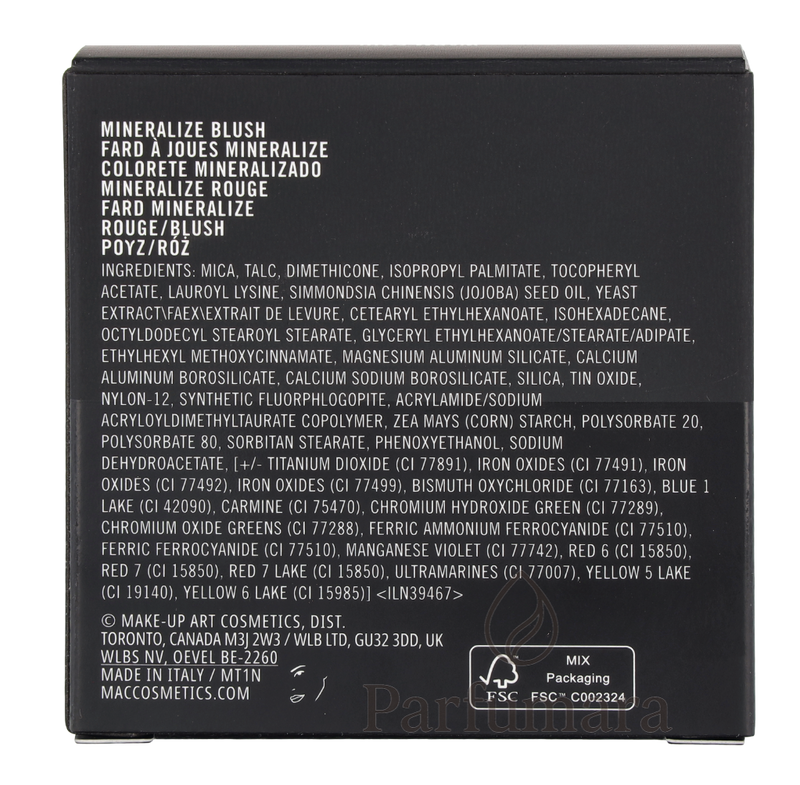 MINERALIZE BLUSH
FARD À JOUES MINERALIZE
COLORETE MINERALIZADO
MINERALIZE ROUGE
FARD MINERALIZE
ROUGE/BLUSH
POYZ/RÓŻ
INGREDIENTS: MICA, TALC, DIMETHICONE, ISOPROPYL PALMITATE, TOCOPHERYL
ACETATE, LAUROYL LYSINE, SIMMONDSIA CHINENSIS (JOJOBA) SEED OIL, YEAST
EXTRACT\FAEX\EXTRAIT DE LEVURE, CETEARYL ETHYLHEXANOATE, ISOHEXADECANE,
OCTYLDODECYL STEAROYL STEARATE, GLYCERYL ETHYLHEXANOATE/STEARATE/ADIPATE,
ETHYLHEXYL METHOXYCINNAMATE, MAGNESIUM ALUMINUM SILICATE, CALCIUM
ALUMINUM BOROSILICATE, CALCIUM SODIUM BOROSILICATE, SILICA, TIN OXIDE,
NYLON-12, SYNTHETIC FLUORPHLOGOPITE, ACRYLAMIDE/SODIUM
ACRYLOYLDIMETHYLTAURATE COPOLYMER, ZEA MAYS (CORN) STARCH, POLYSORBATE 20,
POLYSORBATE 80, SORBITAN STEARATE, PHENOXYETHANOL, SODIUM
DEHYDROACETATE, [+/- TITANIUM DIOXIDE (CI 77891), IRON OXIDES (CI 77491), IRON
OXIDES (CI 77492), IRON OXIDES (CI 77499), BISMUTH OXYCHLORIDE (CI 77163), BLUE 1
LAKE (CI 42090), CARMINE (CI 75470), CHROMIUM HYDROXIDE GREEN (CI 77289),
CHROMIUM OXIDE GREENS (CI 77288), FERRIC AMMONIUM FERROCYANIDE (CI 77510),
FERRIC FERROCYANIDE (CI 77510), MANGANESE VIOLET (CI 77742), RED 6 (CI 15850),
RED 7 (CI 15850), RED 7 LAKE (CI 15850), ULTRAMARINES (CI 77007), YELLOW 5 LAKE
(CI 19140), YELLOW 6 LAKE (CI 15985)] <ILN39467>
© MAKE-UP ART COSMETICS, DIST.
TORONTO, CANADA M3J 2W3 / WLB LTD, GU32 3DD, UK
WLBS NV, OEVEL BE-2260
MADE IN ITALY / MT1N
MACCOSMETICS.COM
MIX
Packaging
FSC FSC™ C002324
Parfumara